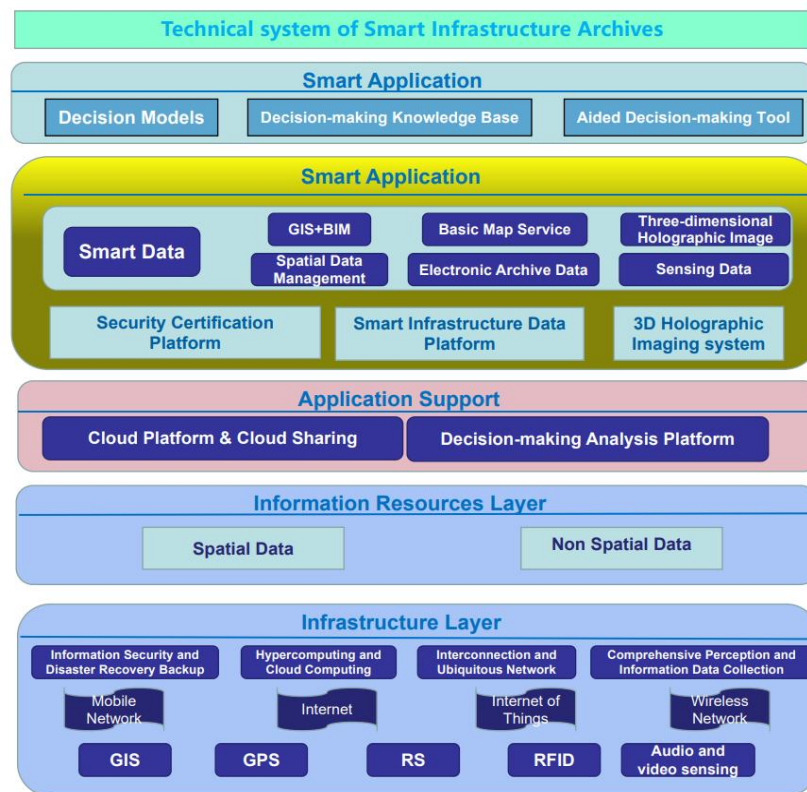 Technical system of Smart Infrastructure Archives
Smart Application
Decision Models
Decision-making Knowledge Base
Aided Decision-making Tool
Smart Application
Smart Data
GIS+BIM
Basic Map Service
Three-dimensional
Holographic Image
Spatial Data
Management
Electronic Archive Data
Sensing Data
Security Certification
Platform
Smart Infrastructure Data
Platform
3D Holographic
Imaging system
Application Support
Cloud Platform & Cloud Sharing
Decision-making Analysis Platform
Information Resources Layer
Spatial Data
Non Spatial Data
Infrastructure Layer
Information Security and
Disaster Recovery Backup
Hypercomputing and
Cloud Computing
Interconnection and
Ubiquitous Network
Comprehensive Perception and
Information Data Collection
Mobile
Network
Internet
Internet of
Things
Wireless
Network
GIS
GPS
RS
RFID
Audio and
video sensing